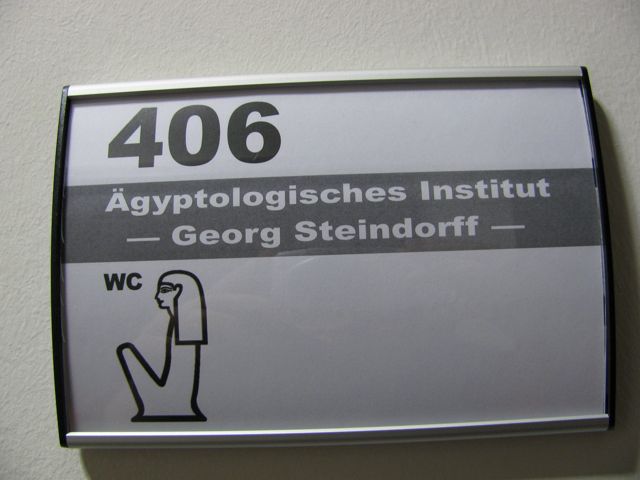 406
Ägyptologisches Institut
— Georg Steindorff —
WC